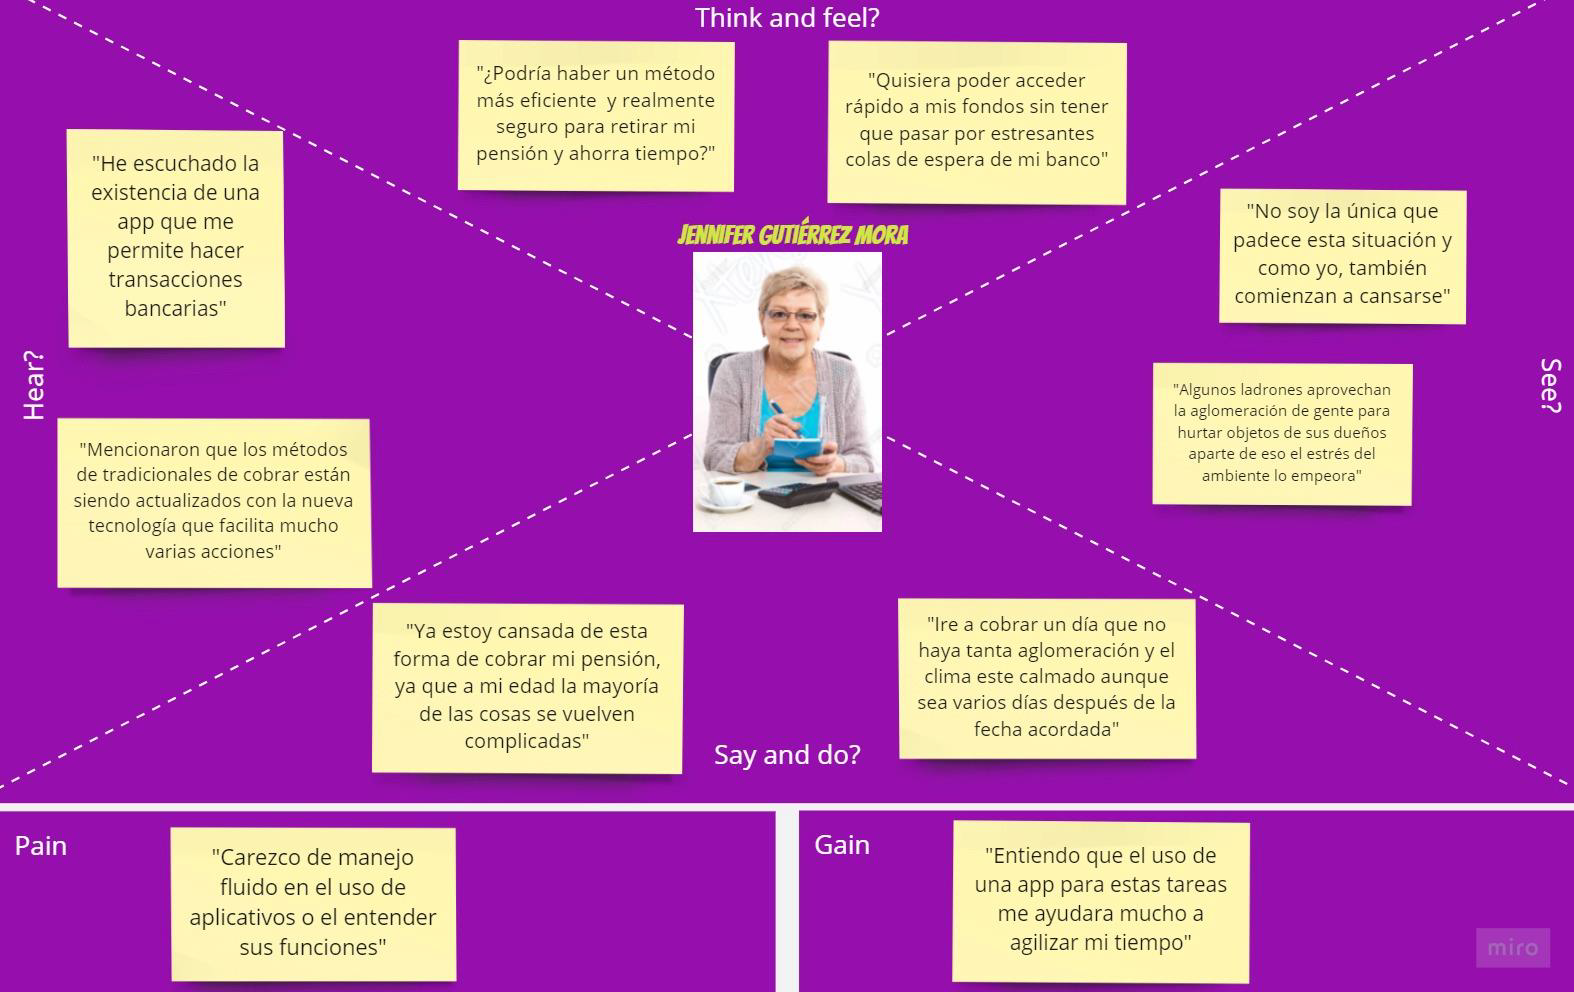 Think and feel?
"¿Podría haber un método
más eficiente  y realmente
seguro para retirar mi
pensión y ahorra tiempo?"
"Quisiera poder acceder
rápido a mis fondos sin tener
que pasar por estresantes
colas de espera de mi banco"
"He escuchado la
existencia de una
app que me
permite hacer
transacciones
bancarias"
JENNIFER GUTIÉRREZ MORA
"No soy la única que
padece esta situación y
como yo, también
comienzan a cansarse"
Hear?
See?
"Algunos ladrones aprovechan
la aglomeración de gente para
hurtar objetos de sus dueños
aparte de eso el estrés del
ambiente lo empeora"
"Mencionaron que los métodos
de tradicionales de cobrar están
siendo actualizados con la nueva
tecnología que facilita mucho
varias acciones"
"Ya estoy cansada de esta
forma de cobrar mi pensión,
ya que a mi edad la mayoría
de las cosas se vuelven
complicadas"
"Ire a cobrar un día que no
haya tanta aglomeración y el
clima este calmado aunque
sea varios días después de la
fecha acordada"
Say and do?
Pain
"Carezco de manejo
fluido en el uso de
aplicativos o el entender
sus funciones"
Gain
"Entiendo que el uso de
una app para estas tareas
me ayudara mucho a
agilizar mi tiempo"
miro